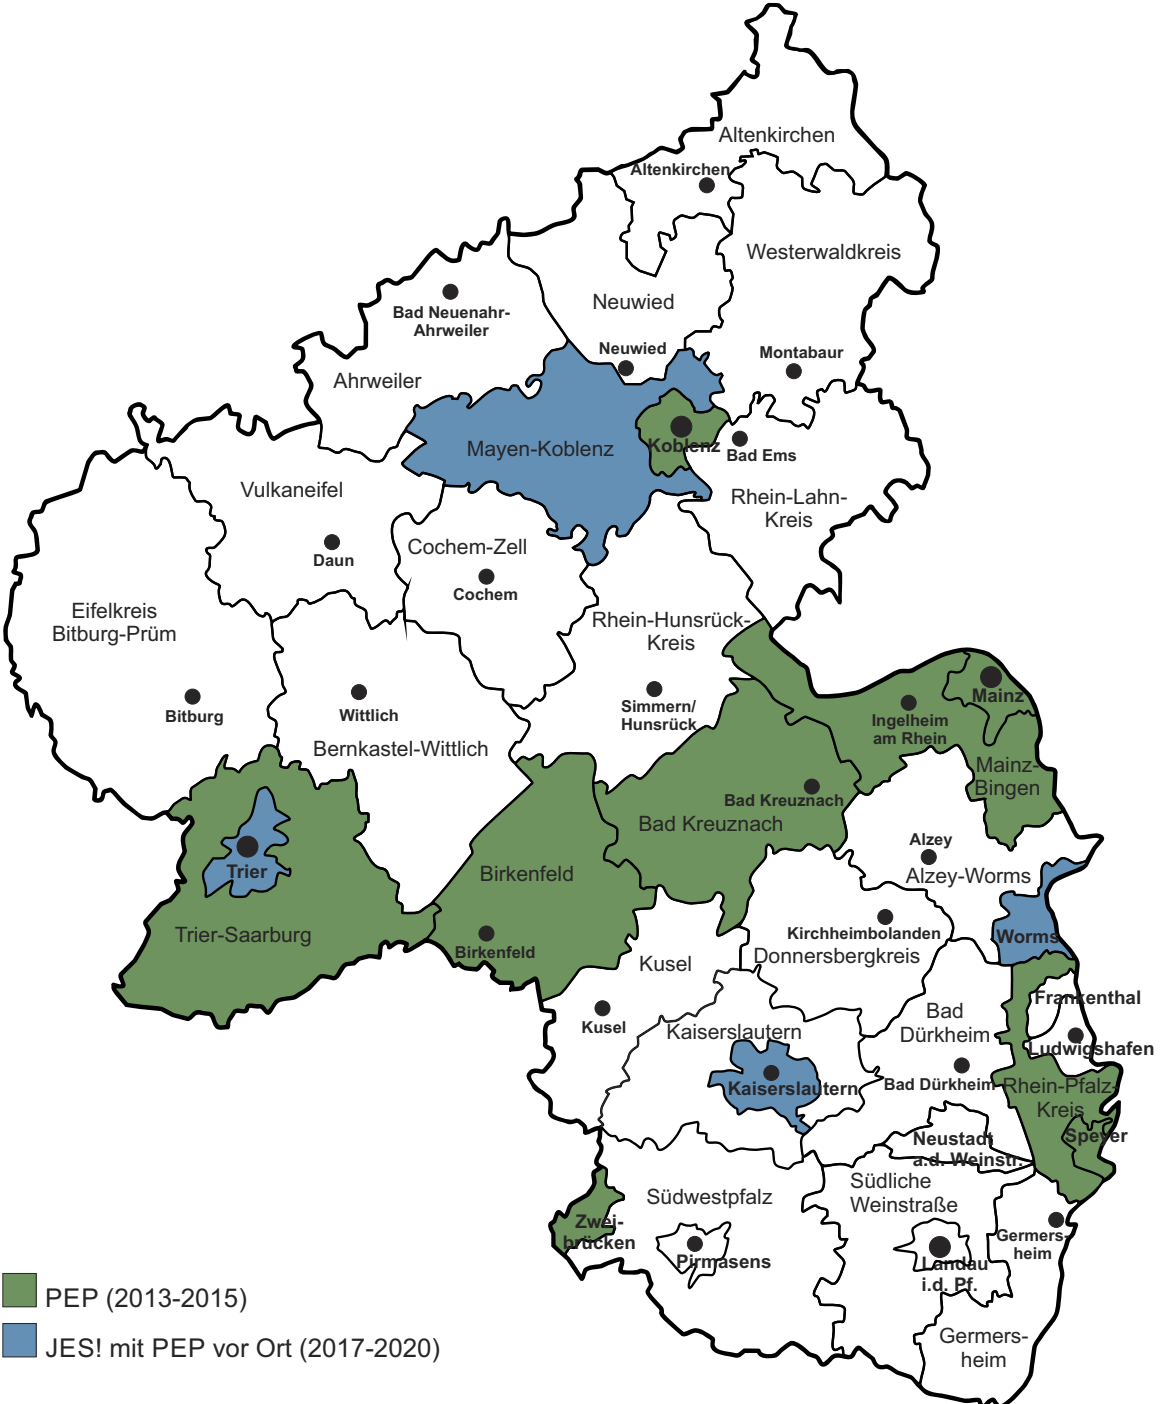 Altenkirchen
Altenkirchen
Westerwaldkreis
Neuwied
Bad Neuenahr-
Ahrweiler
Neuwied
Montabaur
Ahrweiler
Mayen-Koblenz
Koblenz
Bad Ems
Vulkaneifel
Rhein-Lahn-
Kreis
Daun
Cochem-Zell
Cochem
Eifelkreis
Bitburg-Prüm
Rhein-Hunsrück-
Kreis
Bitburg
Wittlich
Simmern/
Hunsrück
Mainz
Ingelheim
am Rhein
Bernkastel-Wittlich
Mainz-
Bingen
Bad Kreuznach
Bad Kreuznach
Alzey
Alzey-Worms
Trier
Birkenfeld
Trier-Saarburg
Birkenfeld
Kirchheimbolanden
Donnersbergkreis
Worms
Kusel
Kusel
Frankenthal
Bad
Dürkheim
Kaiserslautern
Ludwigshafen
Kaiserslautern
Bad Dürkheim
Rhein-Pfalz-
Kreis
Speyer
Neustadt
a.d. Weinstr.
Südliche
Weinstraße
Südwestpfalz
Zwei-
brücken
Pirmasens
Germers-
heim
Landau
i.d. Pf.
Germers-
heim
PEP (2013-2015)
JES! mit PEP vor Ort (2017-2020)